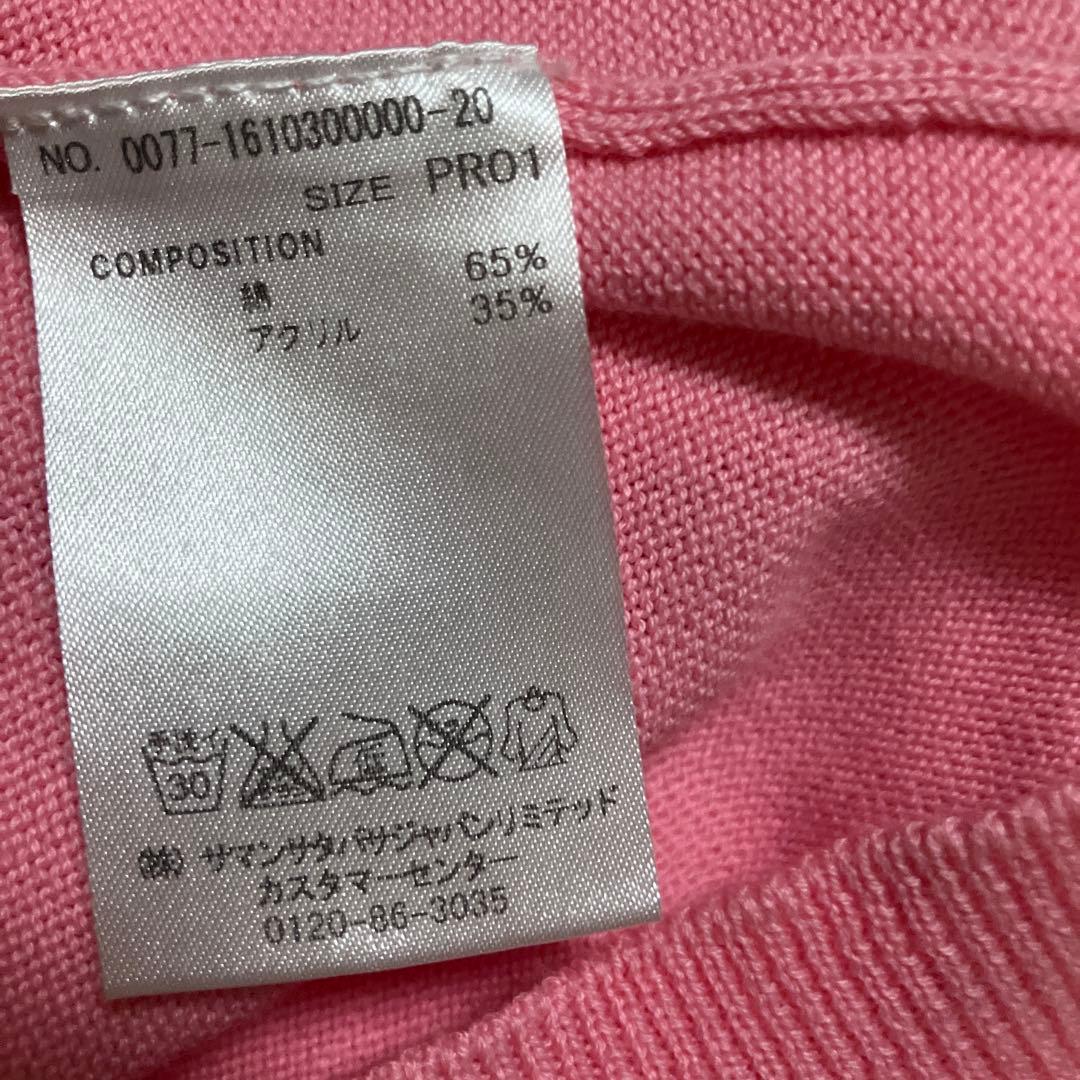 NO. 0077-1610300000-20
SIZE PR01
COMPOSITION
綿 65%
アクリル 35%
手洗イ
30
(株) サマンサタバサジャパンリミテッド
カスタマーセンター
0120-86-3035